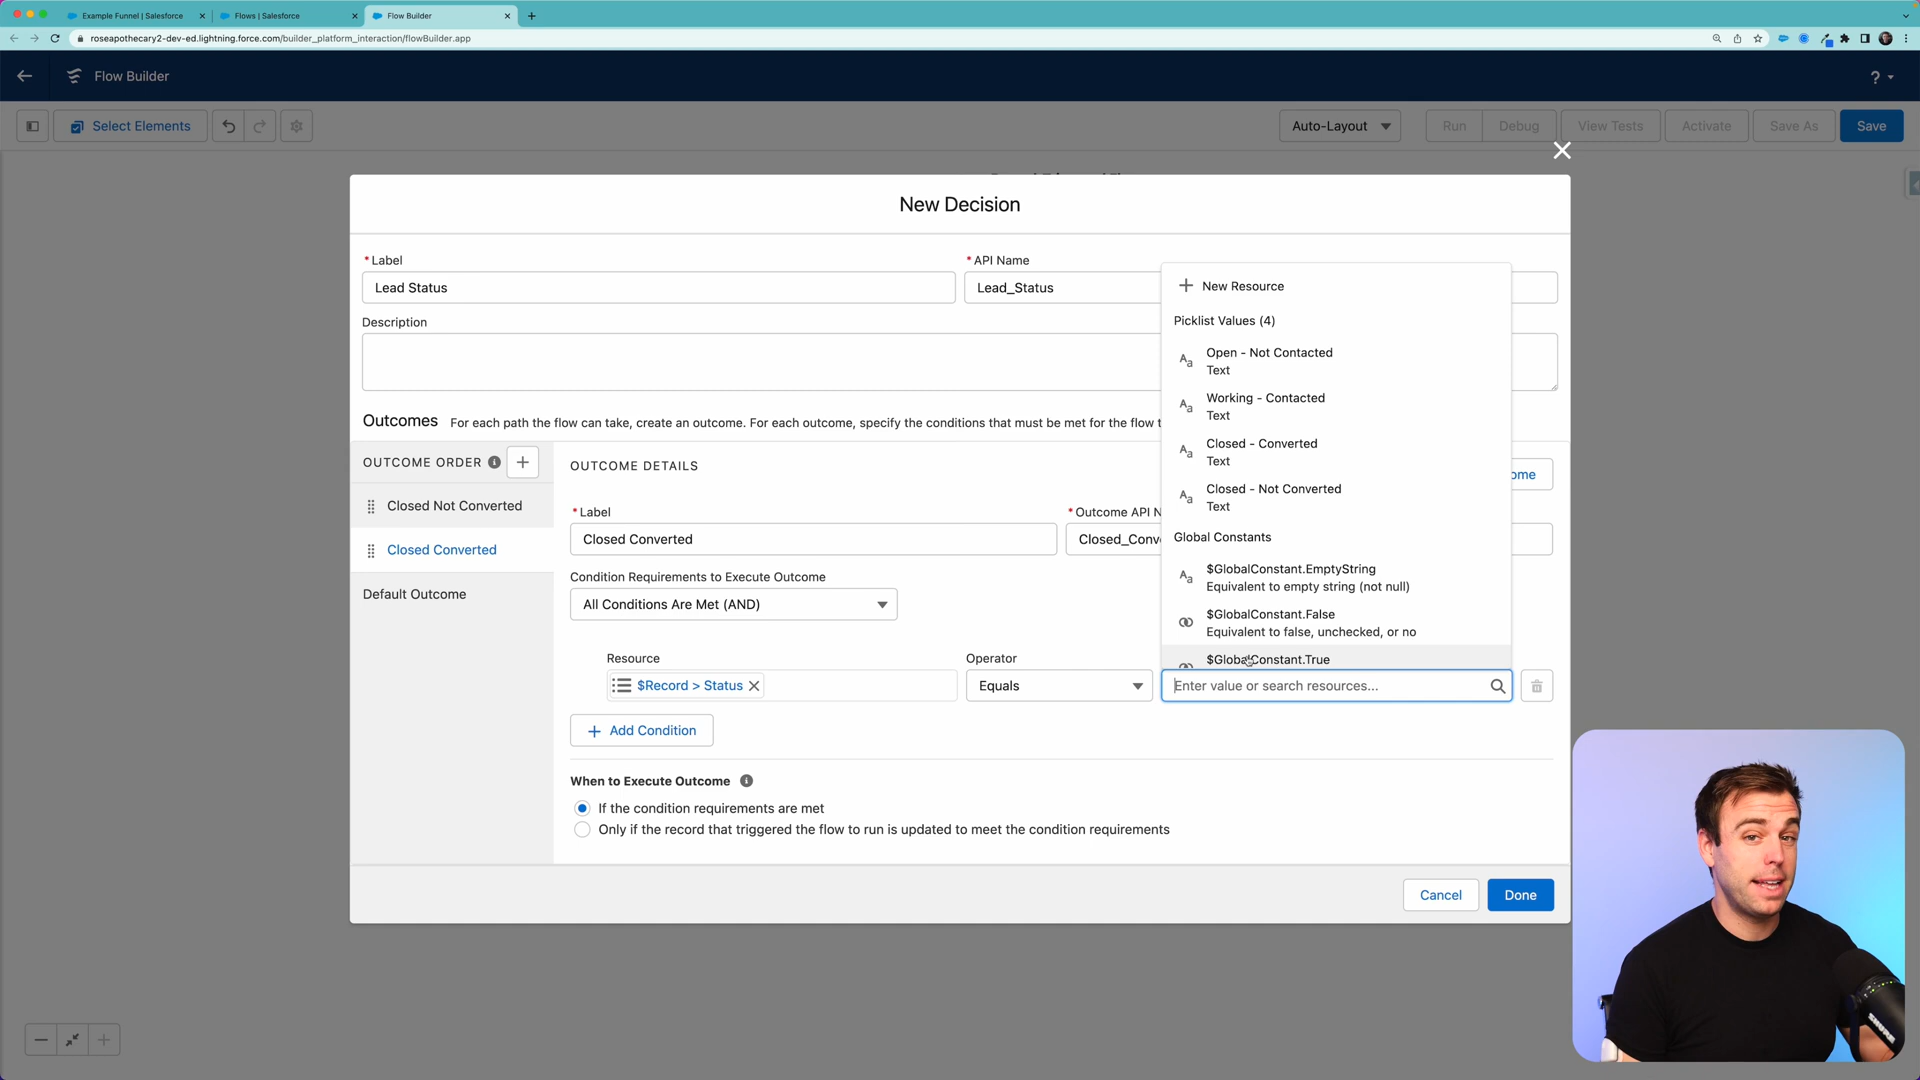 Example Funnel | Salesforce
Flows | Salesforce
Flow Builder
roseapothecary2-dev-ed.lightning.force.com/builder_platform_interaction/flowBuilder.app
Flow Builder
?
Select Elements
Auto-Layout
Run
Debug
View Tests
Activate
Save As
Save
New Decision
* Label
* API Name
Lead Status
Lead_Status
Description
Outcomes
For each path the flow can take, create an outcome. For each outcome, specify the conditions that must be met for the flow t
OUTCOME ORDER
Closed Not Converted
Closed Converted
Default Outcome
OUTCOME DETAILS
ome
* Label
* Outcome API N
Closed Converted
Closed_Conv
Condition Requirements to Execute Outcome
All Conditions Are Met (AND)
Resource
Operator
$Record > Status
Equals
Enter value or search resources...
New Resource
Picklist Values (4)
Aa
Open - Not Contacted
Text
Aa
Working - Contacted
Text
Aa
Closed - Converted
Text
Aa
Closed - Not Converted
Text
Global Constants
Aa
$GlobalConstant.EmptyString
Equivalent to empty string (not null)
$GlobalConstant.False
Equivalent to false, unchecked, or no
$GlobalConstant.True
Add Condition
When to Execute Outcome
If the condition requirements are met
Only if the record that triggered the flow to run is updated to meet the condition requirements
Cancel
Done
SHURE